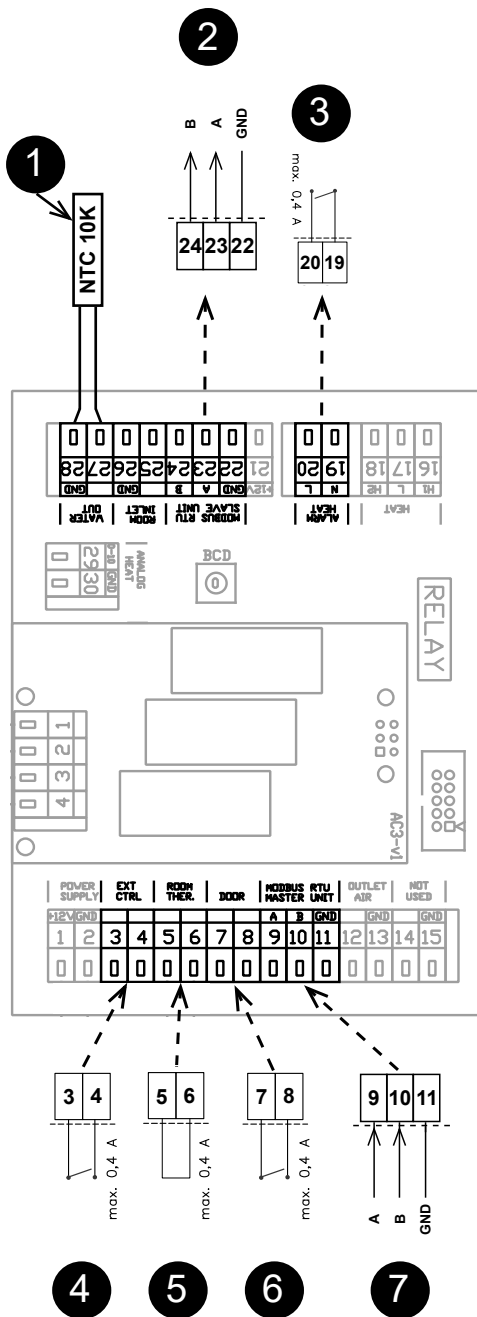 2
3
1
B A GND
max. 0,4 A
NTC 10K
24 23 22
20 19
28 27 26 25 24 23 22 21
20 19 18 17 16
GND GND B A GND +12V
L N H2 L H1
VATER OUT
ROOM INLET
MODBUS RTU SLAVE UNIT
ALARM HEAT
HEAT
29 30
0-10 GND
ANALOG HEAT
BCD
RELAY
1
2
3
4
AC3-v1
POWER SUPPLY
EXT CTRL
ROOM THER.
DOOR
MODBUS RTU MASTER UNIT
OUTLET AIR
NOT USED
+12V GND A B GND GND GND
1 2 3 4 5 6 7 8 9 10 11 12 13 14 15
3 4
5 6
7 8
9 10 11
max. 0,4 A
max. 0,4 A
max. 0,4 A
A B GND
4
5
6
7